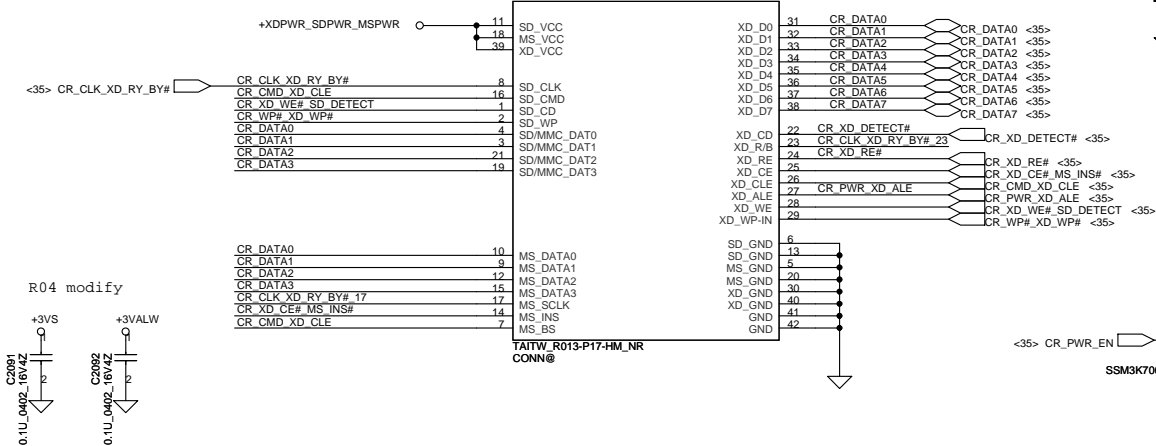 +XDPWR_SDPWR_MSPWR
11 SD_VCC
18 MS_VCC
39 XD_VCC
<35> CR_CLK_XD_RY_BY#
CR_CLK_XD_RY_BY# 8 SD_CLK
CR_CMD_XD_CLE 16 SD_CMD
CR_XD_WE#_SD_DETECT 1 SD_CD
CR_WP#_XD_WP# 2 SD_WP
CR_DATA0 4 SD/MMC_DAT0
CR_DATA1 3 SD/MMC_DAT1
CR_DATA2 21 SD/MMC_DAT2
CR_DATA3 19 SD/MMC_DAT3
CR_DATA0 10 MS_DATA0
CR_DATA1 9 MS_DATA1
CR_DATA2 12 MS_DATA2
CR_DATA3 15 MS_DATA3
CR_CLK_XD_RY_BY#_17 17 MS_SCLK
CR_XD_CE#_MS_INS# 14 MS_INS
CR_CMD_XD_CLE 7 MS_BS
XD_D0 31 CR_DATA0 CR_DATA0 <35>
XD_D1 32 CR_DATA1 CR_DATA1 <35>
XD_D2 33 CR_DATA2 CR_DATA2 <35>
XD_D3 34 CR_DATA3 CR_DATA3 <35>
XD_D4 35 CR_DATA4 CR_DATA4 <35>
XD_D5 36 CR_DATA5 CR_DATA5 <35>
XD_D6 37 CR_DATA6 CR_DATA6 <35>
XD_D7 38 CR_DATA7 CR_DATA7 <35>
XD_CD 22 CR_XD_DETECT# CR_XD_DETECT# <35>
XD_R/B 23 CR_CLK_XD_RY_BY#_23
XD_RE 24 CR_XD_RE# CR_XD_RE# <35>
XD_CE 25 CR_XD_CE#_MS_INS# <35>
XD_CLE 26 CR_CMD_XD_CLE <35>
XD_ALE 27 CR_PWR_XD_ALE CR_PWR_XD_ALE <35>
XD_WE 28 CR_XD_WE#_SD_DETECT <35>
XD_WP-IN 29 CR_WP#_XD_WP# <35>
SD_GND 6
SD_GND 13
MS_GND 5
MS_GND 20
XD_GND 30
XD_GND 40
GND 41
GND 42
TAITW_R013-P17-HM_NR
CONN@
R04 modify
+3VS
1
2
C2091
0.1U_0402_16V4Z
+3VALW
1
2
C2092
0.1U_0402_16V4Z
<35> CR_PWR_EN